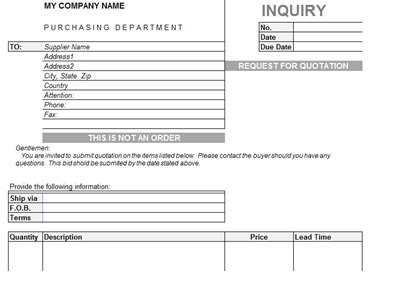 MY COMPANY NAME
INQUIRY
PURCHASING DEPARTMENT
No.
Date
Due Date
TO: Supplier Name
Address1
Address2
REQUEST FOR QUOTATION
City, State Zip
Country
Attention:
Phone:
Fax:
THIS IS NOT AN ORDER
Gentlemen:
You are invited to submit quotation on the items listed below. Please contact the buyer should you have any
questions. This bid shoild be submitted by the date stated above.
Provide the following information:
Ship via
F.O.B.
Terms
Quantity Description Price Lead Time